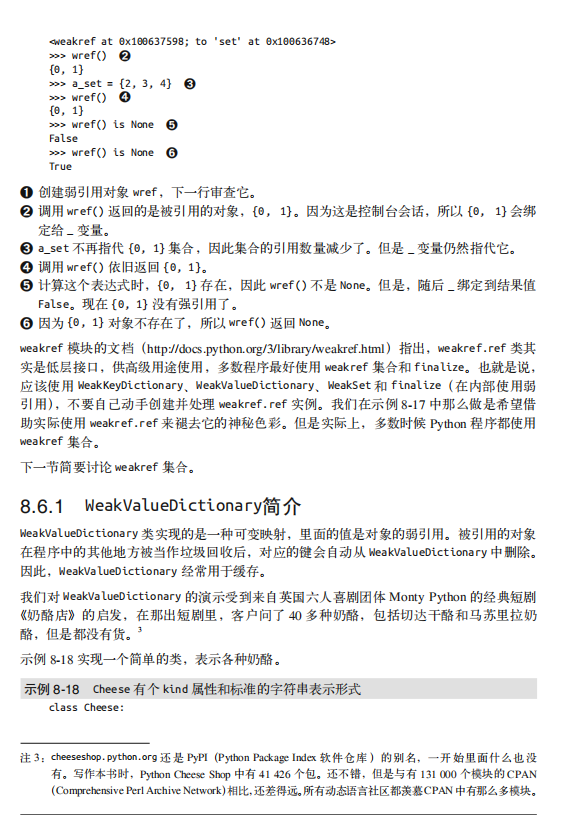 <weakref at 0x100637598; to 'set' at 0x100636748>
>>> wref() ❷
{0, 1}
>>> a_set = {2, 3, 4} ❸
>>> wref() ❹
{0, 1}
>>> wref() is None ❺
False
>>> wref() is None ❻
True
❶ 创建弱引用对象 wref，下一行审查它。
❷ 调用 wref() 返回的是被引用的对象，{0, 1}。因为这是控制台会话，所以 {0, 1} 会绑
定给 _ 变量。
❸ a_set 不再指代 {0, 1} 集合，因此集合的引用数量减少了。但是 _ 变量仍然指代它。
❹ 调用 wref() 依旧返回 {0, 1}。
❺ 计算这个表达式时，{0, 1} 存在，因此 wref() 不是 None。但是，随后 _ 绑定到结果值
False。现在 {0, 1} 没有强引用了。
❻ 因为 {0, 1} 对象不存在了，所以 wref() 返回 None。
weakref 模块的文档（http://docs.python.org/3/library/weakref.html）指出，weakref.ref 类其
实是低层接口，供高级用途使用，多数程序最好使用 weakref 集合和 finalize。也就是说，
应该使用 WeakKeyDictionary、WeakValueDictionary、WeakSet 和 finalize（在内部使用弱
引用），不要自己动手创建并处理 weakref.ref 实例。我们在示例 8-17 中那么做是希望借
助实际使用 weakref.ref 来褪去它的神秘色彩。但是实际上，多数时候 Python 程序都使用
weakref 集合。
下一节简要讨论 weakref 集合。
8.6.1 WeakValueDictionary简介
WeakValueDictionary 类实现的是一种可变映射，里面的值是对象的弱引用。被引用的对象
在程序中的其他地方被当作垃圾回收后，对应的键会自动从 WeakValueDictionary 中删除。
因此，WeakValueDictionary 经常用于缓存。
我们对 WeakValueDictionary 的演示受到来自英国六人喜剧团体 Monty Python 的经典短剧
《奶酪店》的启发，在那出短剧里，客户问了 40 多种奶酪，包括切达干酪和马苏里拉奶
酪，但是都没有货。3
示例 8-18 实现一个简单的类，表示各种奶酪。
示例 8-18 Cheese 有个 kind 属性和标准的字符串表示形式
class Cheese:
注 3：cheeseshop.python.org 还是 PyPI（Python Package Index 软件仓库）的别名，一开始里面什么也没
有。写作本书时，Python Cheese Shop 中有 41 426 个包。还不错，但是与有 131 000 个模块的 CPAN
（Comprehensive Perl Archive Network）相比，还差得远。所有动态语言社区都羡慕 CPAN 中有那么多模块。